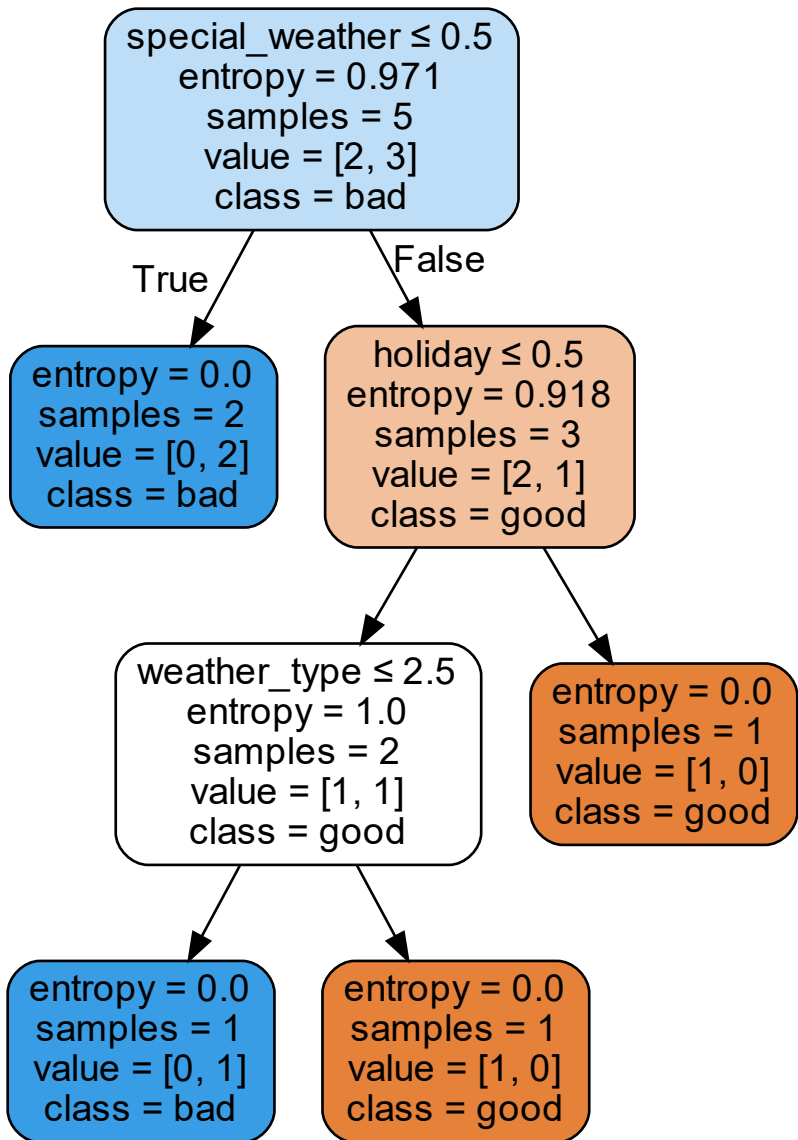 special_weather ≤ 0.5
entropy = 0.971
samples = 5
value = [2, 3]
class = bad
True
False
entropy = 0.0
samples = 2
value = [0, 2]
class = bad
holiday ≤ 0.5
entropy = 0.918
samples = 3
value = [2, 1]
class = good
weather_type ≤ 2.5
entropy = 1.0
samples = 2
value = [1, 1]
class = good
entropy = 0.0
samples = 1
value = [1, 0]
class = good
entropy = 0.0
samples = 1
value = [0, 1]
class = bad
entropy = 0.0
samples = 1
value = [1, 0]
class = good